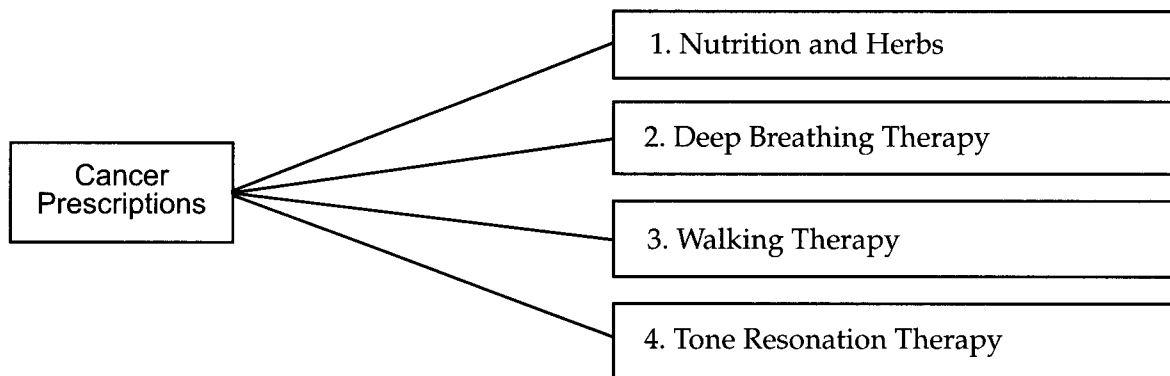 1. Nutrition and Herbs
2. Deep Breathing Therapy
Cancer
Prescriptions
3. Walking Therapy
4. Tone Resonation Therapy